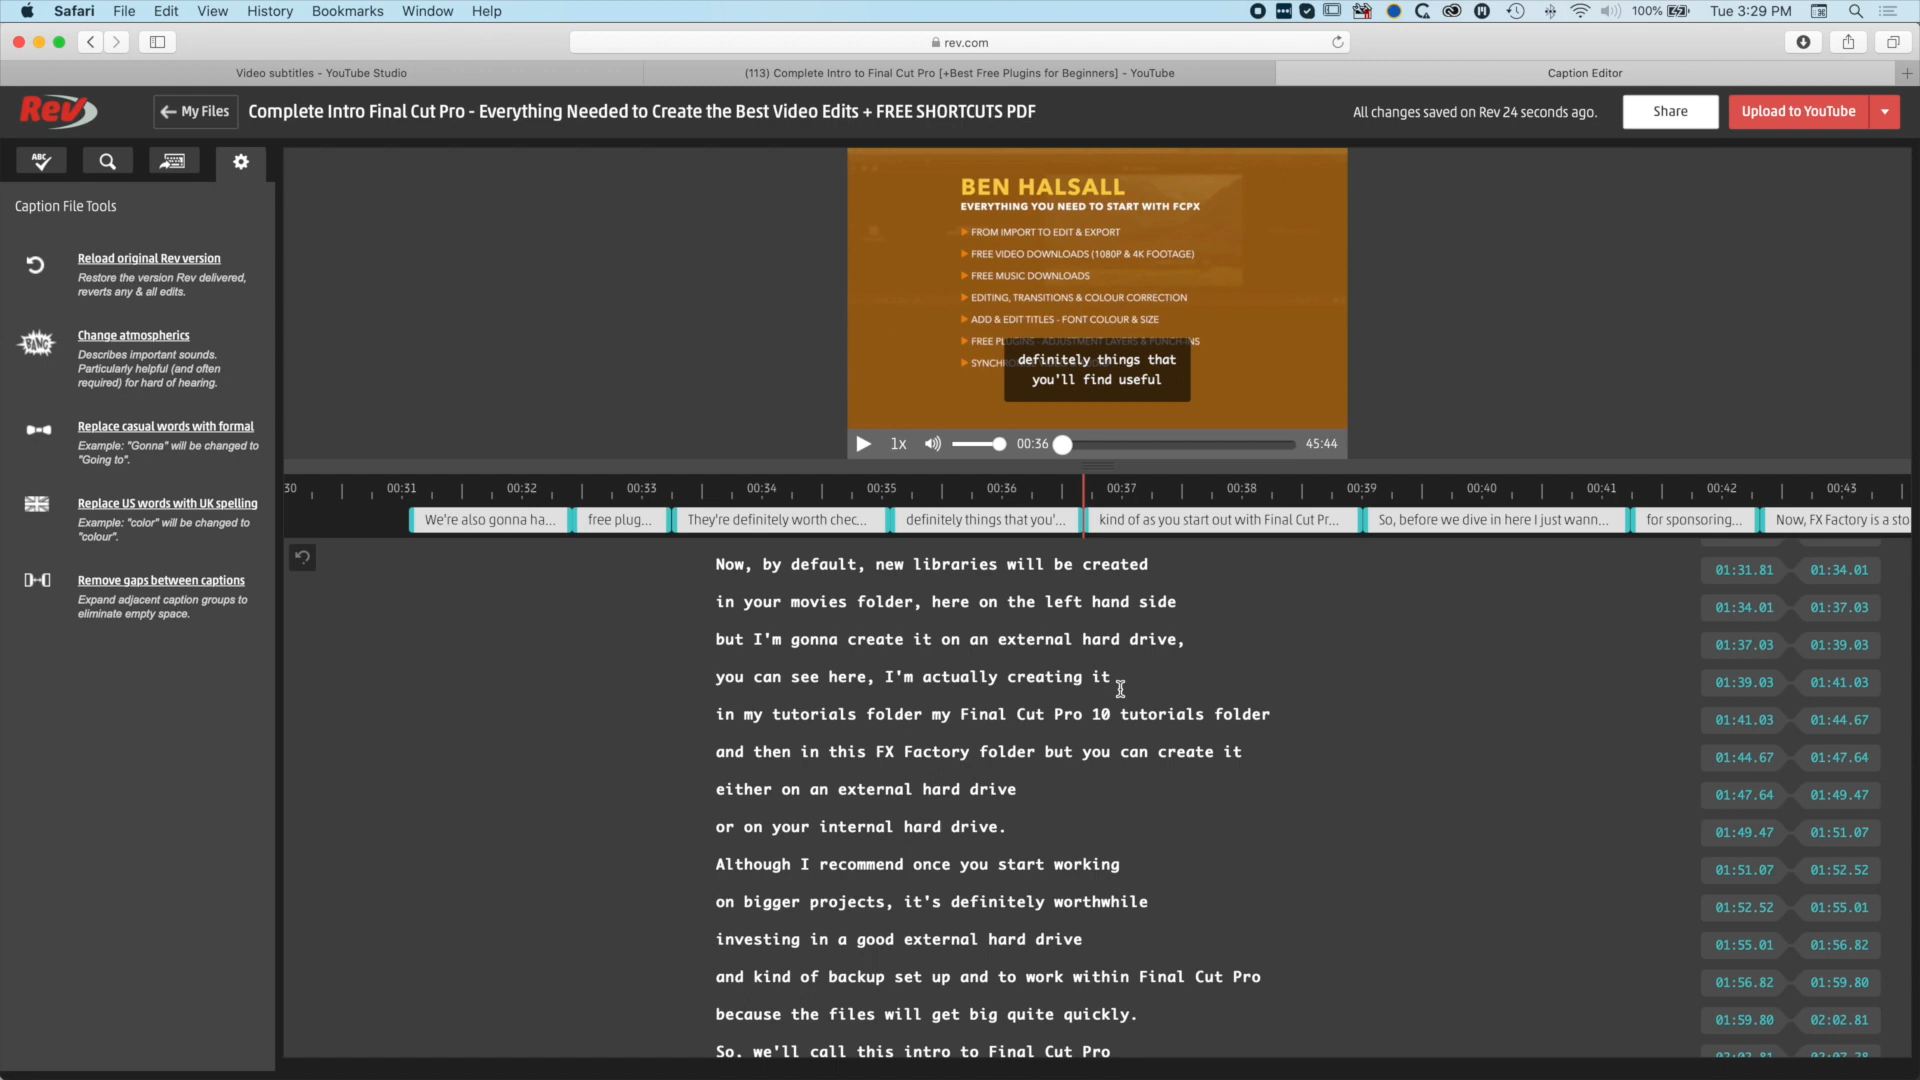 Safari File Edit View History Bookmarks Window Help 100% Tue 3:29 PM
rev.com
Video subtitles - YouTube Studio
(113) Complete Intro to Final Cut Pro [+Best Free Plugins for Beginners] - YouTube
Caption Editor
Rev
My Files
Complete Intro Final Cut Pro - Everything Needed to Create the Best Video Edits + FREE SHORTCUTS PDF
All changes saved on Rev 24 seconds ago.
Share
Upload to YouTube
ABC
Caption File Tools
Reload original Rev version
Restore the version Rev delivered,
reverts any & all edits.
BANG
Change atmospherics
Describes important sounds.
Particularly helpful (and often
required) for hard of hearing.
Replace casual words with formal
Example: "Gonna" will be changed to
"Going to".
Replace US words with UK spelling
Example: "color" will be changed to
"colour".
Remove gaps between captions
Expand adjacent caption groups to
eliminate empty space.
BEN HALSALL
EVERYTHING YOU NEED TO START WITH FCPX
FROM IMPORT TO EDIT & EXPORT
FREE VIDEO DOWNLOADS (1080P & 4K FOOTAGE)
FREE MUSIC DOWNLOADS
EDITING, TRANSITIONS & COLOUR CORRECTION
ADD & EDIT TITLES - FONT COLOUR & SIZE
FREE PLUGINS - ADJUSTMENT LAYERS & PUNCH-INS
definitely things that
you'll find useful
1x 00:36 45:44
30 00:31 00:32 00:33 00:34 00:35 00:36 00:37 00:38 00:39 00:40 00:41 00:42 00:43
We're also gonna ha... free plug... They're definitely worth chec... definitely things that you'... kind of as you start out with Final Cut Pr... So, before we dive in here I just wann... for sponsoring... Now, FX Factory is a sto
Now, by default, new libraries will be created 01:31.81 01:34.01
in your movies folder, here on the left hand side 01:34.01 01:37.03
but I'm gonna create it on an external hard drive, 01:37.03 01:39.03
you can see here, I'm actually creating it 01:39.03 01:41.03
in my tutorials folder my Final Cut Pro 10 tutorials folder 01:41.03 01:44.67
and then in this FX Factory folder but you can create it 01:44.67 01:47.64
either on an external hard drive 01:47.64 01:49.47
or on your internal hard drive. 01:49.47 01:51.07
Although I recommend once you start working 01:51.07 01:52.52
on bigger projects, it's definitely worthwhile 01:52.52 01:55.01
investing in a good external hard drive 01:55.01 01:56.82
and kind of backup set up and to work within Final Cut Pro 01:56.82 01:59.80
because the files will get big quite quickly. 01:59.80 02:02.81
So, we'll call this intro to Final Cut Pro